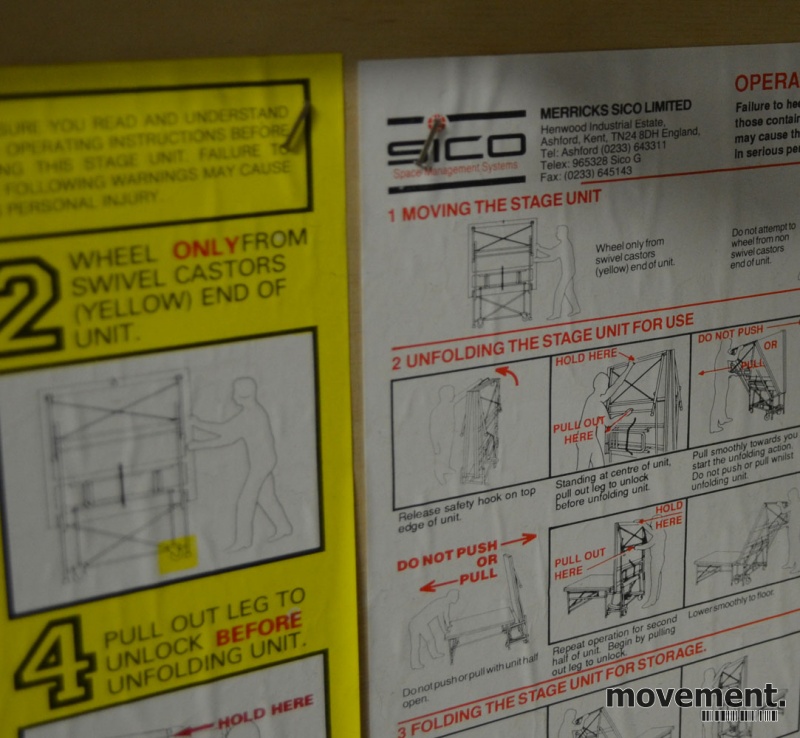 SURE YOU READ AND UNDERSTAND
OPERATING INSTRUCTIONS BEFORE
ING THIS STAGE UNIT. FAILURE TO
FOLLOWING WARNINGS MAY CAUSE
PERSONAL INJURY.
2
WHEEL ONLY FROM
SWIVEL CASTORS
(YELLOW) END OF
UNIT.
4
PULL OUT LEG TO
UNLOCK BEFORE
UNFOLDING UNIT.
HOLD HERE
SICO
Space Management Systems
MERRICKS SICO LIMITED
Henwood Industrial Estate,
Ashford, Kent, TN24 8DH England,
Tel: Ashford (0233) 643311
Telex: 965328 Sico G
Fax: (0233) 645143
OPERA
Failure to hee
those contain
may cause th
in serious per
1 MOVING THE STAGE UNIT
Wheel only from
swivel castors
(yellow) end of unit.
Do not attempt to
wheel from non
swivel castors
end of unit.
2 UNFOLDING THE STAGE UNIT FOR USE
HOLD HERE
PULL OUT
HERE
DO NOT PUSH
OR
PULL
Release safety hook on top
edge of unit.
Standing at centre of unit,
pull out leg to unlock
before unfolding unit.
Pull smoothly towards you
start the unfolding action.
Do not push or pull whilst
unfolding unit.
DO NOT PUSH
OR
PULL
HOLD
HERE
PULL OUT
HERE
Do not push or pull with unit half
open.
Repeat operation for second
half of unit. Begin by pulling
out leg to unlock.
Lower smoothly to floor.
3 FOLDING THE STAGE UNIT FOR STORAGE.
movement.